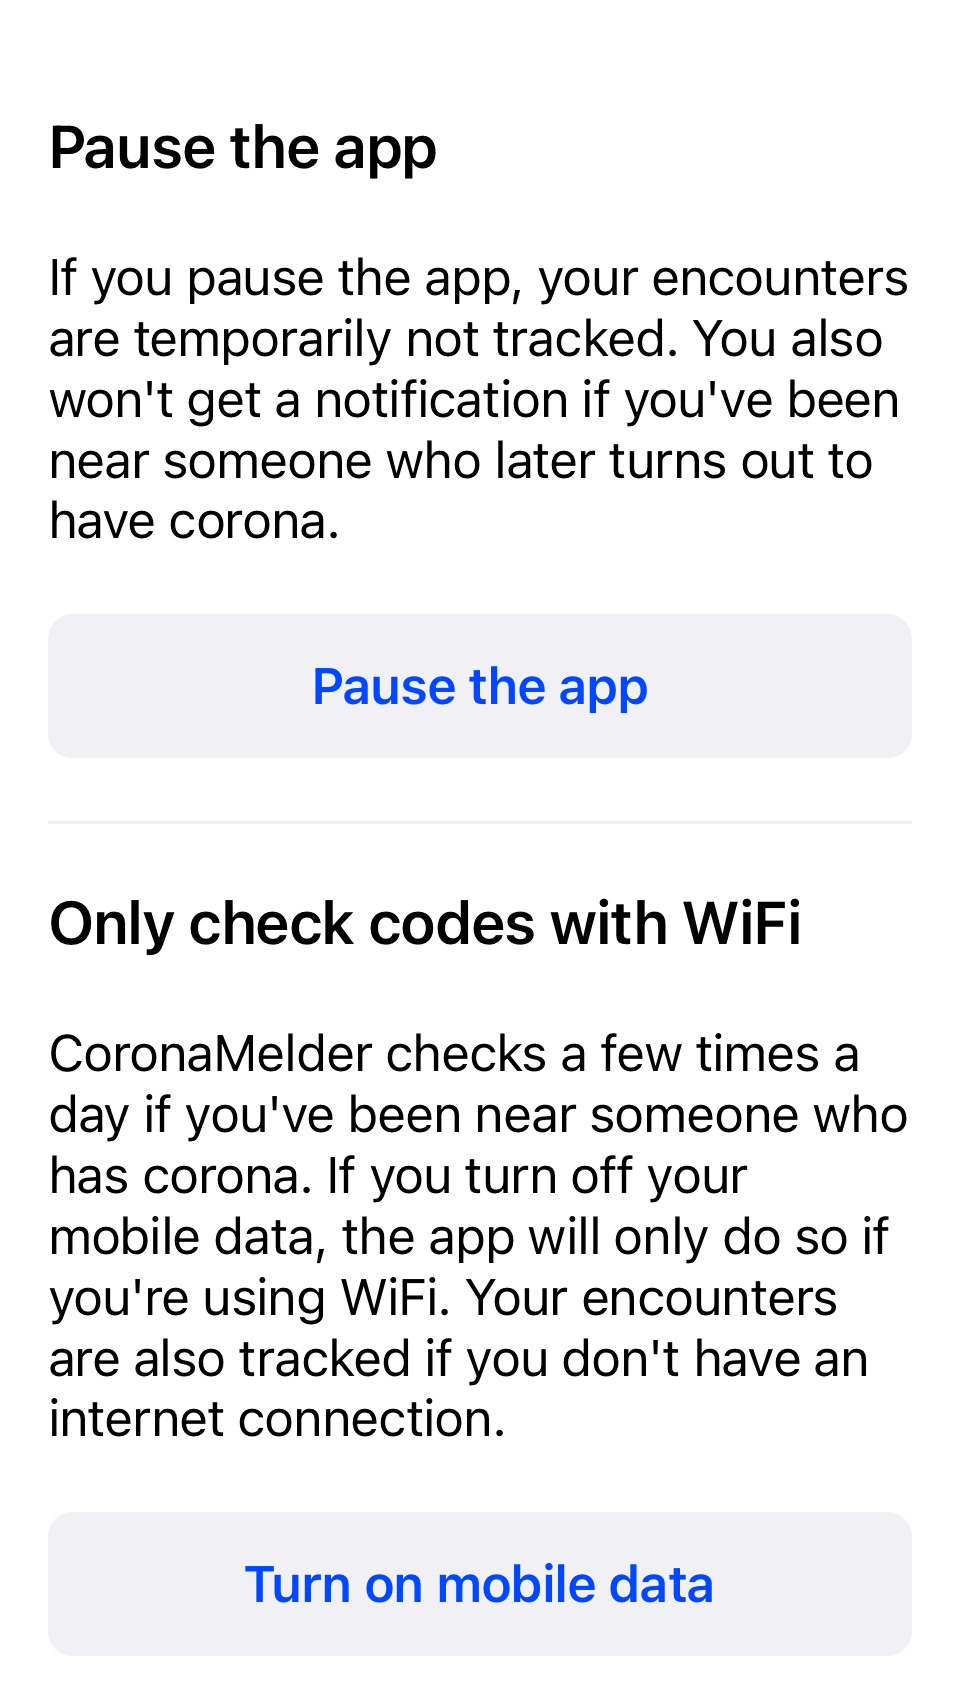 Pause the app
If you pause the app, your encounters
are temporarily not tracked. You also
won't get a notification if you've been
near someone who later turns out to
have corona.
Pause the app
Only check codes with WiFi
CoronaMelder checks a few times a
day if you've been near someone who
has corona. If you turn off your
mobile data, the app will only do so if
you're using WiFi. Your encounters
are also tracked if you don't have an
internet connection.
Turn on mobile data